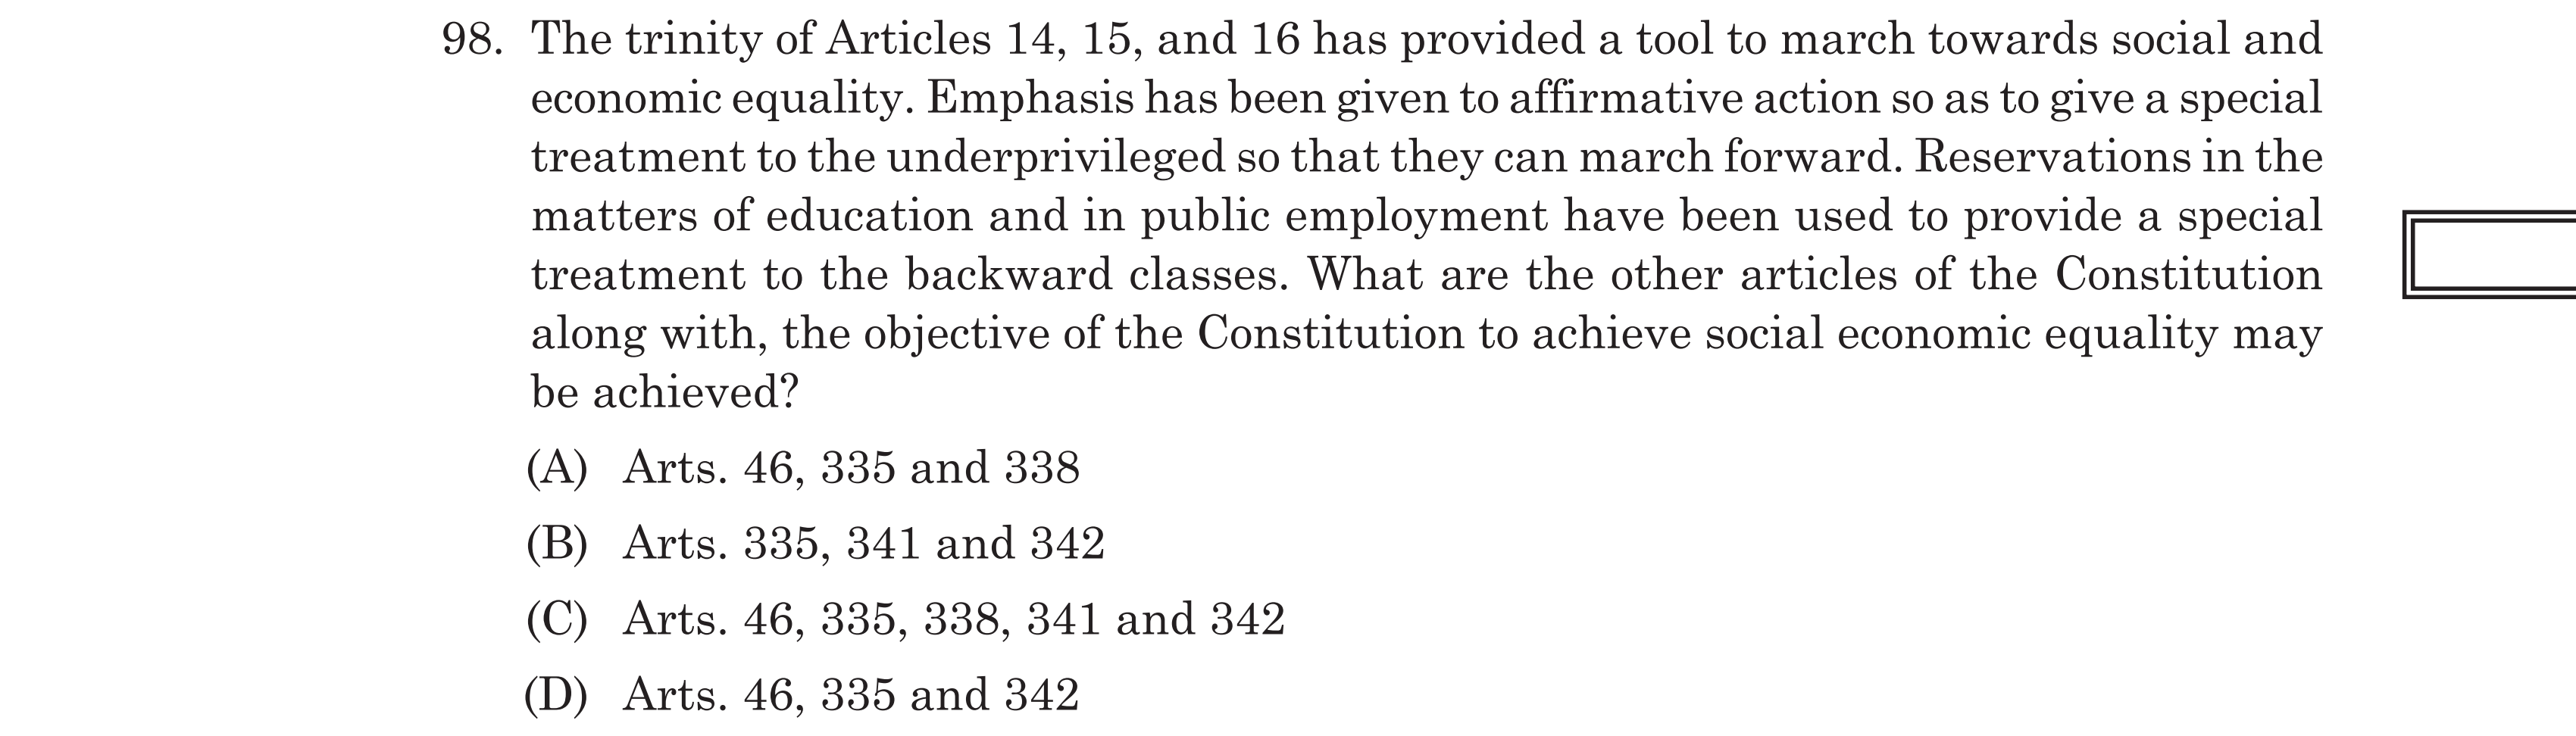 98. The trinity of Articles 14, 15, and 16 has provided a tool to march towards social and
economic equality. Emphasis has been given to affirmative action so as to give a special
treatment to the underprivileged so that they can march forward. Reservations in the
matters of education and in public employment have been used to provide a special
treatment to the backward classes. What are the other articles of the Constitution
along with, the objective of the Constitution to achieve social economic equality may
be achieved?
(A) Arts. 46, 335 and 338
(B) Arts. 335, 341 and 342
(C) Arts. 46, 335, 338, 341 and 342
(D) Arts. 46, 335 and 342